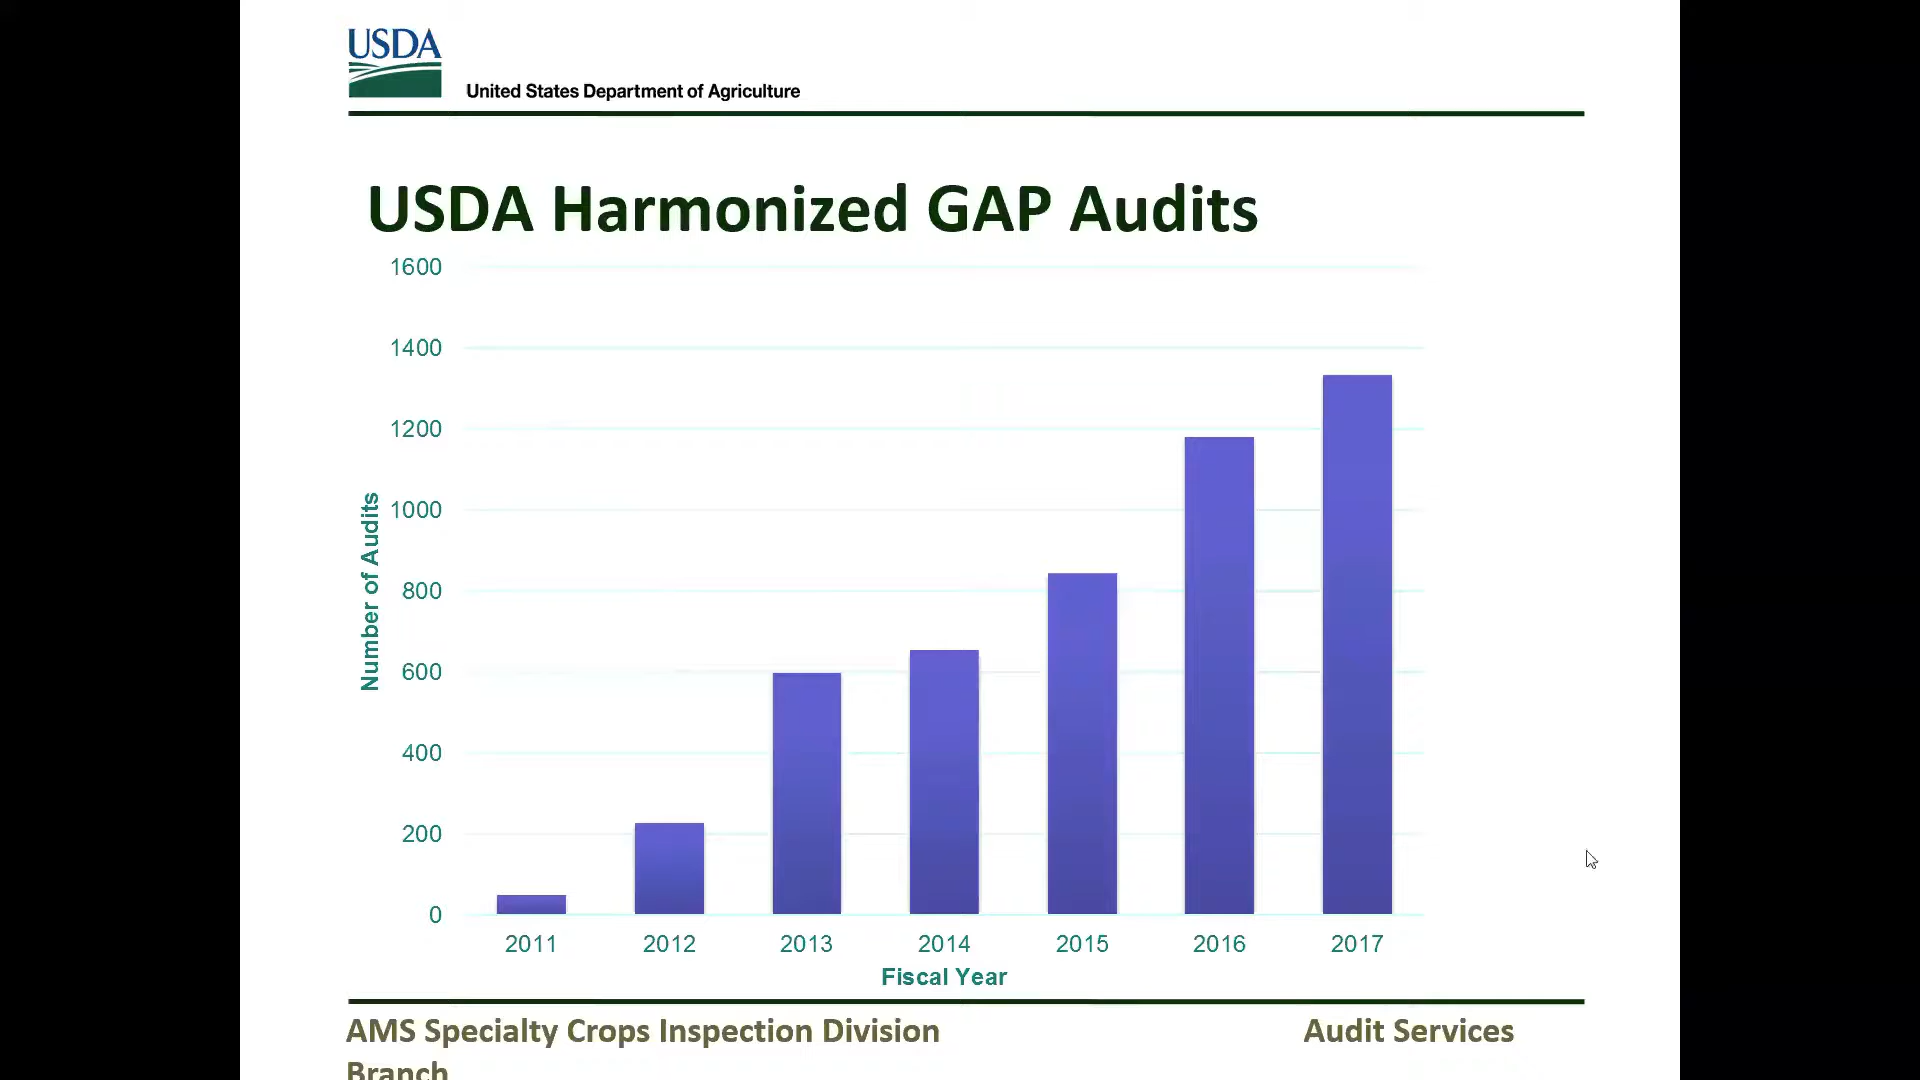 USDA
United States Department of Agriculture
USDA Harmonized GAP Audits
1600
1400
1200
1000
800
600
400
200
0
Number of Audits
2011 2012 2013 2014 2015 2016 2017
Fiscal Year
AMS Specialty Crops Inspection Division Audit Services
Branch